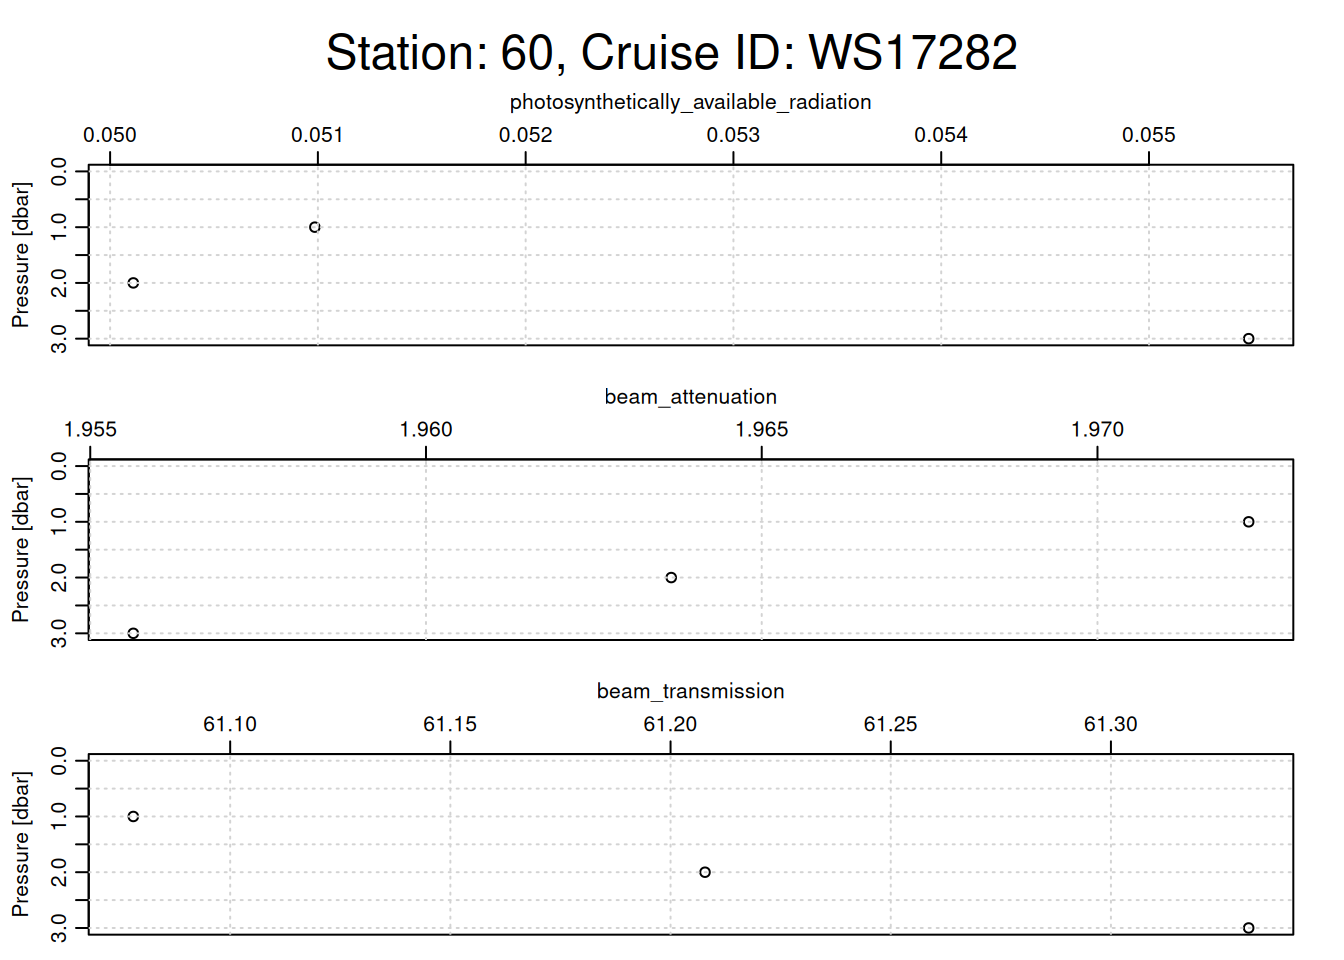 Station: 60, Cruise ID: WS17282
photosynthetically_available_radiation
0.050 0.051 0.052 0.053 0.054 0.055
Pressure [dbar]
0.0
1.0
2.0
3.0
beam_attenuation
1.955 1.960 1.965 1.970
Pressure [dbar]
0.0
1.0
2.0
3.0
beam_transmission
61.10 61.15 61.20 61.25 61.30
Pressure [dbar]
0.0
1.0
2.0
3.0